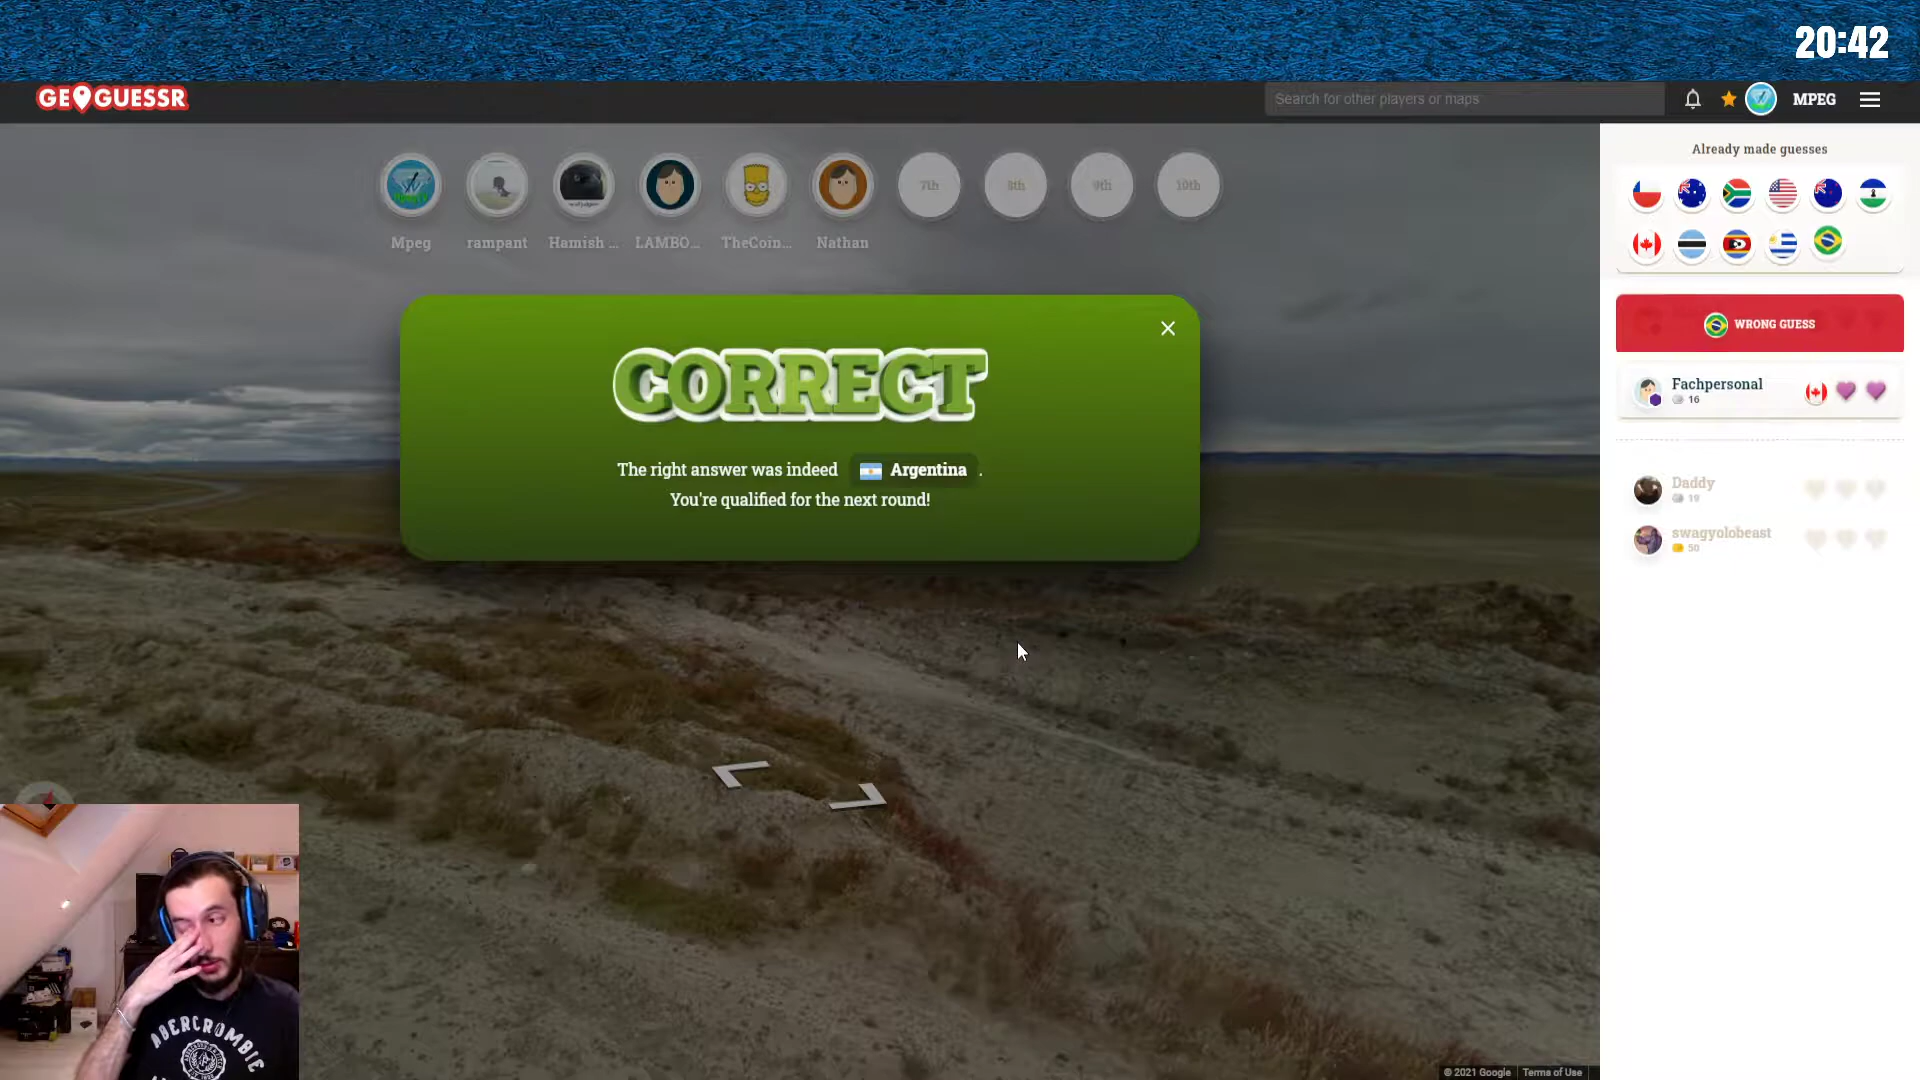 20:42
GEOGUESSR
Search for other players or maps
MPEG
Already made guesses
7th
8th
9th
10th
Mpeg
rampant
Hamish ...
LAMBO...
TheCoin...
Nathan
WRONG GUESS
CORRECT
Fachpersonal
16
The right answer was indeed Argentina .
You're qualified for the next round!
Daddy
19
swagyolobeast
50
ABERCROMBIE
© 2021 Google
Terms of Use